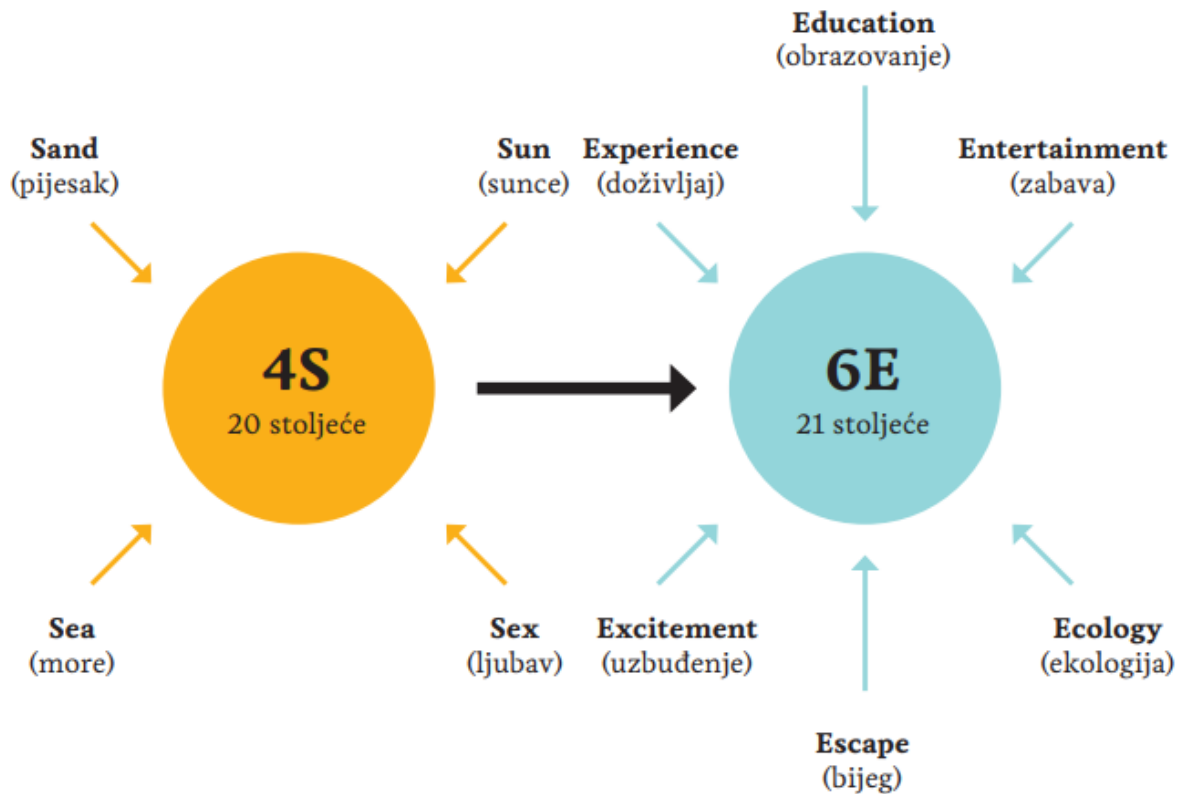 Education
(obrazovanje)
Sand
(pijesak)
Sun
(sunce)
Experience
(doživljaj)
Entertainment
(zabava)
4S
20 stoljeće
6E
21 stoljeće
Sea
(more)
Sex
(ljubav)
Excitement
(uzbuđenje)
Ecology
(ekologija)
Escape
(bijeg)